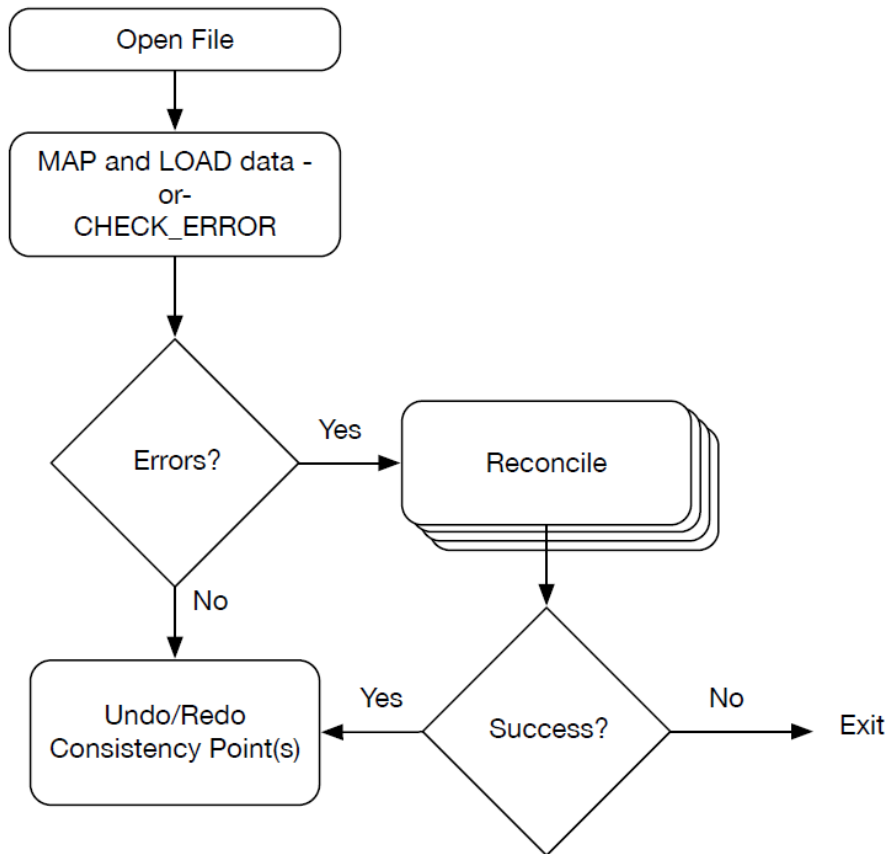 Open File
MAP and LOAD data -
or-
CHECK_ERROR
Errors?
Yes
Reconcile
No
Undo/Redo
Consistency Point(s)
Yes
Success?
No
Exit